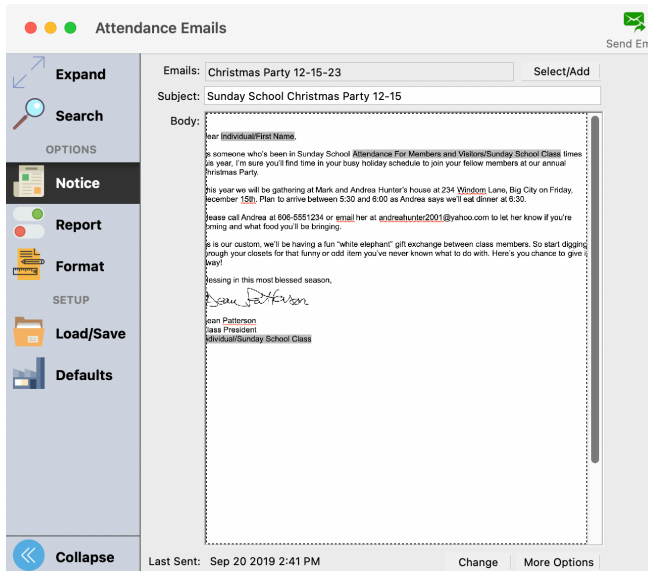 Attendance Emails
Send Em
Expand
Search
OPTIONS
Notice
Report
Format
SETUP
Load/Save
Defaults
Collapse
Emails: Christmas Party 12-15-23 Select/Add
Subject: Sunday School Christmas Party 12-15
Body:
ear Individual/First Name,
s someone who's been in Sunday School Attendance For Members and Visitors/Sunday School Class times
is year, I'm sure you'll find time in your busy holiday schedule to join your fellow members at our annual
hristmas Party.
his year we will be gathering at Mark and Andrea Hunter's house at 234 Windom Lane, Big City on Friday,
ecember 15th. Plan to arrive between 5:30 and 6:00 as Andrea says we'll eat dinner at 6:30.
ease call Andrea at 606-5551234 or email her at andreahunter2001@yahoo.com to let her know if you're
oming and what food you'll be bringing.
s is our custom, we'll be having a fun "white elephant" gift exchange between class members. So start digging
rough your closets for that funny or odd item you've never known what to do with. Here's you chance to give i
way!
lessing in this most blessed season,
Dean Patterson
ean Patterson
lass President
dividual/Sunday School Class
Last Sent: Sep 20 2019 2:41 PM Change More Options